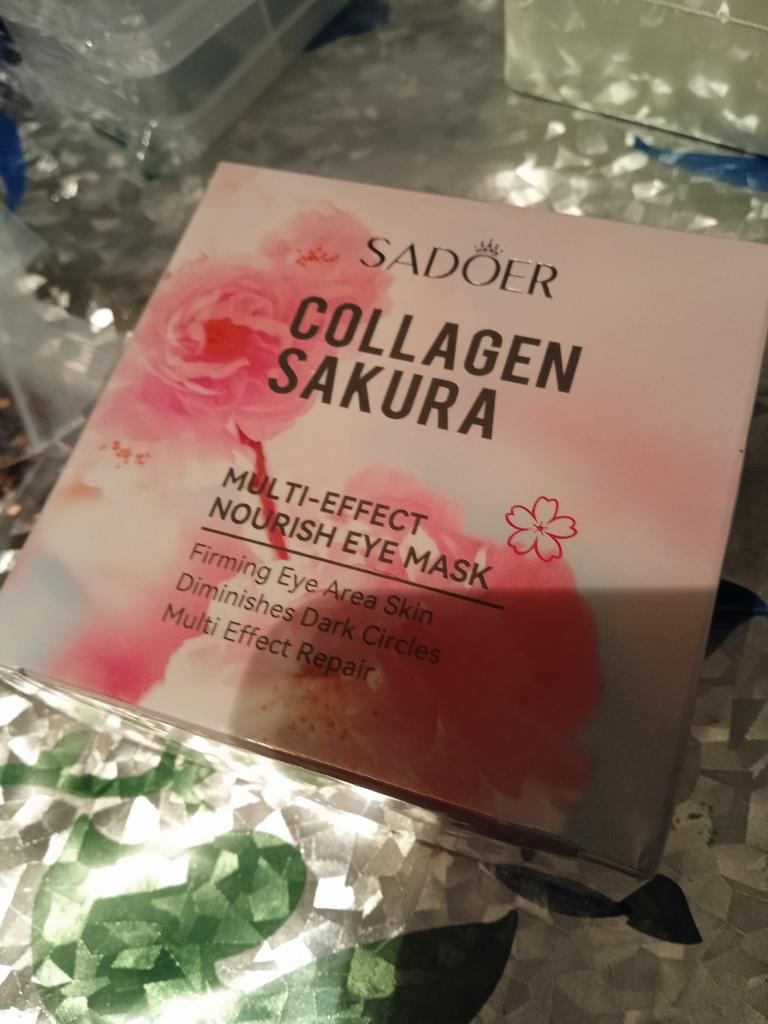 SADOER
COLLAGEN
SAKURA
MULTI-EFFECT
NOURISH EYE MASK
Firming Eye Area Skin
Diminishes Dark Circles
Multi Effect Repair